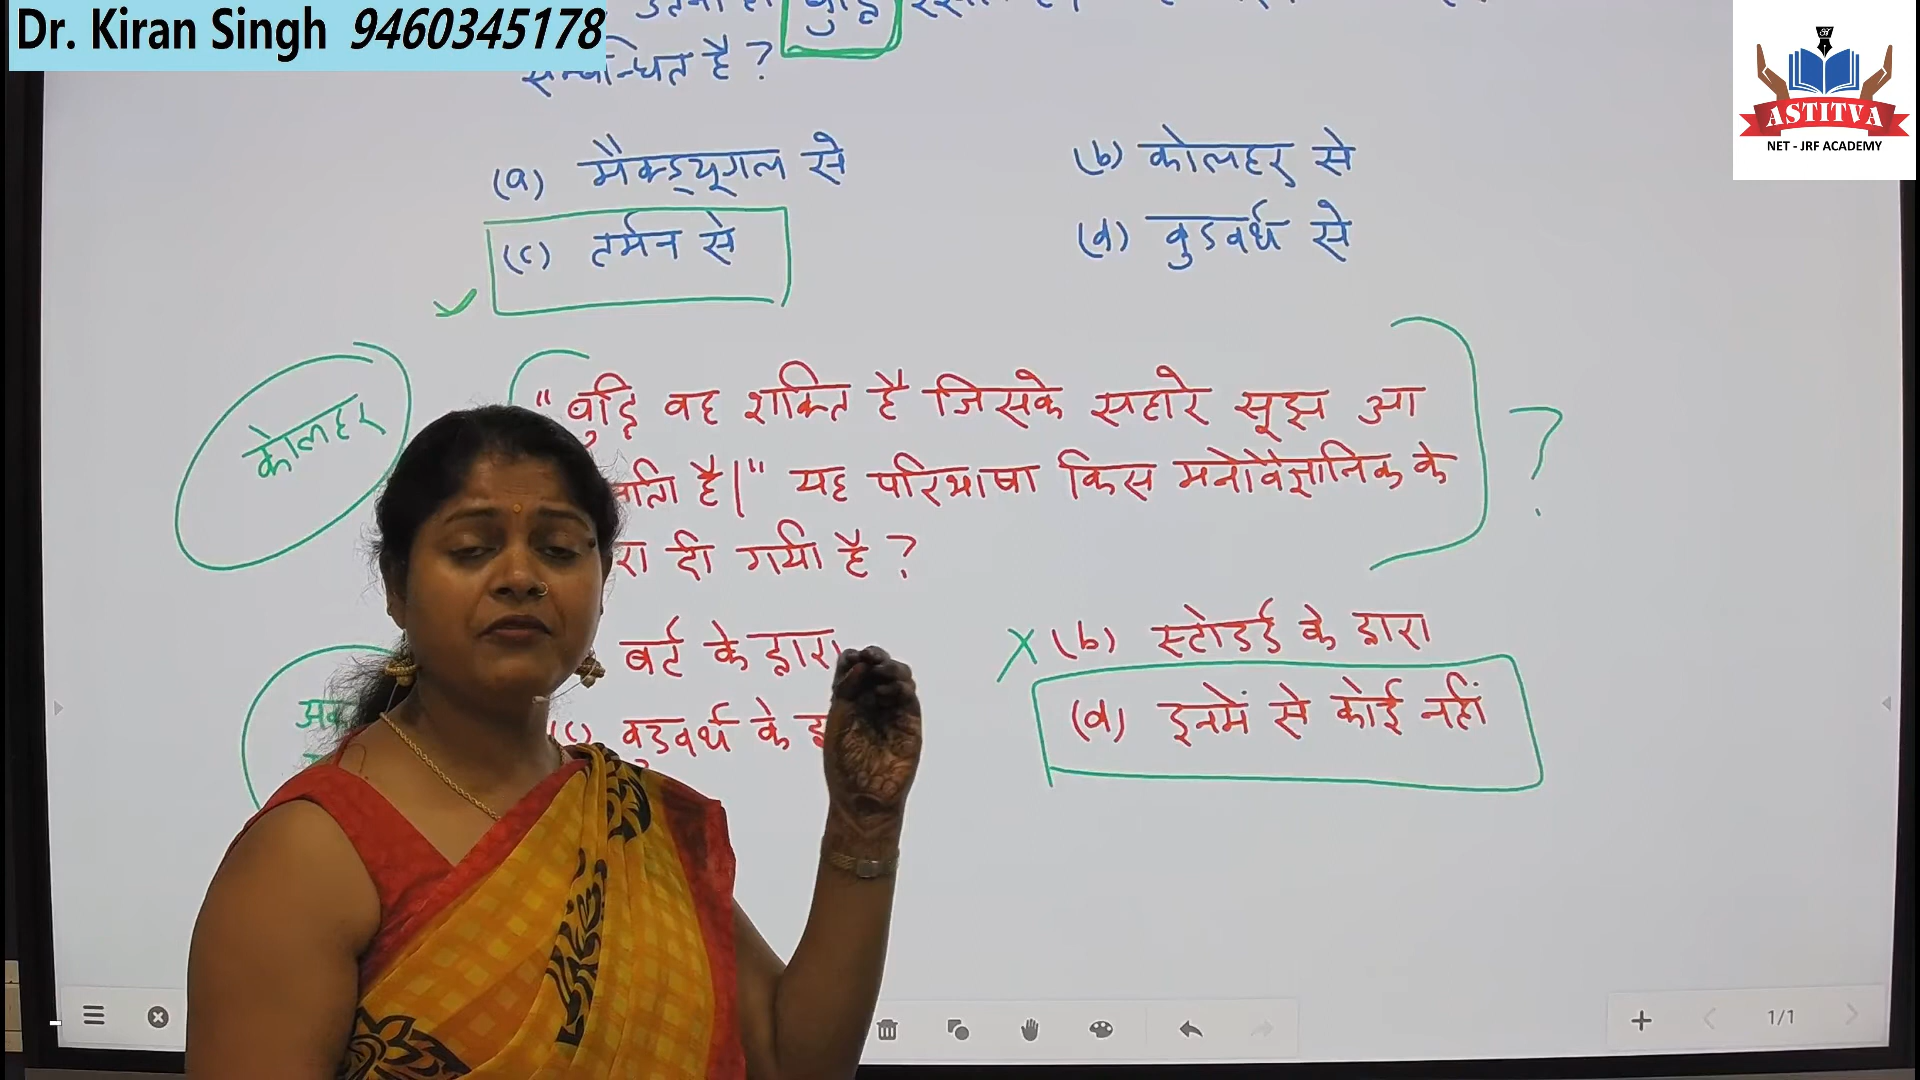 Dr. Kiran Singh 9460345178
ASTITVA
NET - JRF ACADEMY
बुद्धि
सम्बन्धित है ?
(a) मैक्ड्यूगल से
(b) कोलहर से
(c) टर्मन से
(d) वुडवर्थ से
कोलहर
"बुद्धि वह शक्ति है जिसके सहारे सूझ आ
जाती है।" यह परिभाषा किस मनोवैज्ञानिक के
रा दी गयी है ?
बर्ट के द्वारा
X (b) स्टोडर्ड के द्वारा
(c) वुडवर्थ के
(d) इनमें से कोई नहीं
1/1